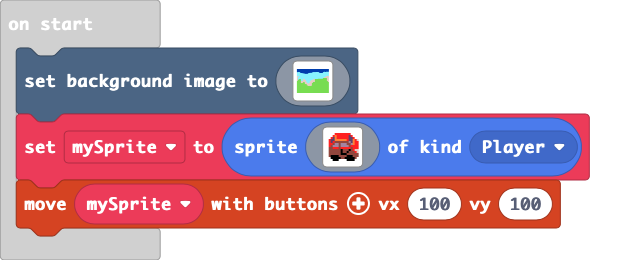 on start
set background image to
set mySprite to sprite of kind Player
move mySprite with buttons vx 100 vy 100